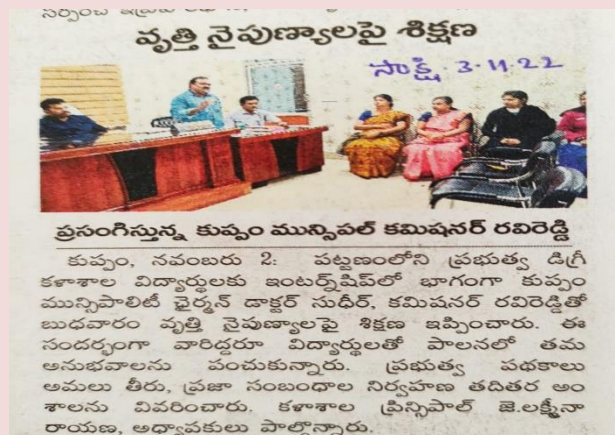 వృత్తి నైపుణ్యాలపై శిక్షణ
సాక్షి 3-11-22
ప్రసంగిస్తున్న కుప్పం మున్సిపల్ కమిషనర్ రవిరెడ్డి
కుప్పం, నవంబరు 2: పట్టణంలోని ప్రభుత్వ డిగ్రీ
కళాశాల విద్యార్థులకు ఇంటర్న్‌షిప్‌లో భాగంగా కుప్పం
మున్సిపాలిటీ ఛైర్మన్ డాక్టర్ సుధీర్, కమిషనర్ రవిరెడ్డితో
బుధవారం వృత్తి నైపుణ్యాలపై శిక్షణ ఇప్పించారు. ఈ
సందర్భంగా వారిద్దరూ విద్యార్థులతో పాలనలో తమ
అనుభవాలను పంచుకున్నారు. ప్రభుత్వ పథకాలు
అమలు తీరు, ప్రజా సంబంధాల నిర్వహణ తదితర అం
శాలను వివరించారు. కళాశాల ప్రిన్సిపాల్ జె.లక్ష్మీనా
రాయణ, అధ్యాపకులు పాల్గొన్నారు.